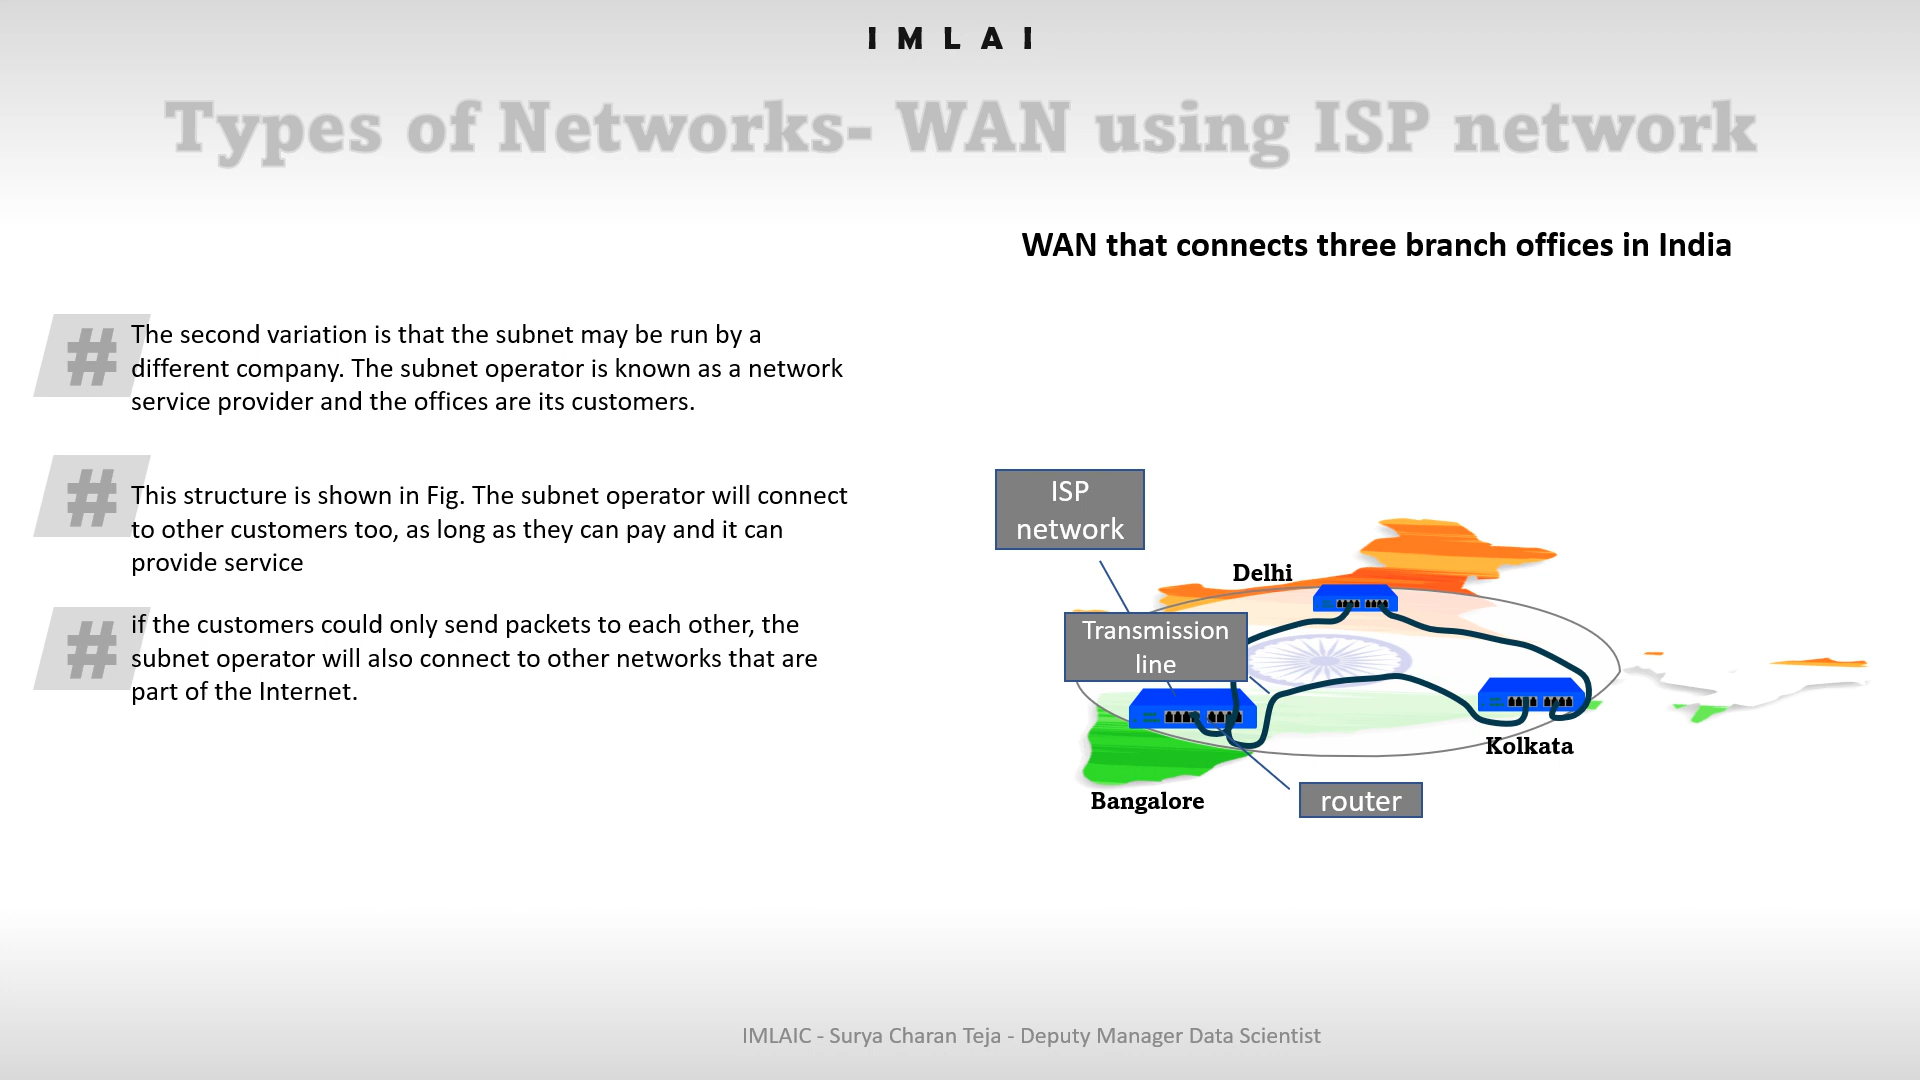 IMLAI
Types of Networks- WAN using ISP network
WAN that connects three branch offices in India
# The second variation is that the subnet may be run by a
different company. The subnet operator is known as a network
service provider and the offices are its customers.
# This structure is shown in Fig. The subnet operator will connect
to other customers too, as long as they can pay and it can
provide service
# if the customers could only send packets to each other, the
subnet operator will also connect to other networks that are
part of the Internet.
ISP
network
Delhi
Transmission
line
Kolkata
Bangalore
router
IMLAIC - Surya Charan Teja - Deputy Manager Data Scientist